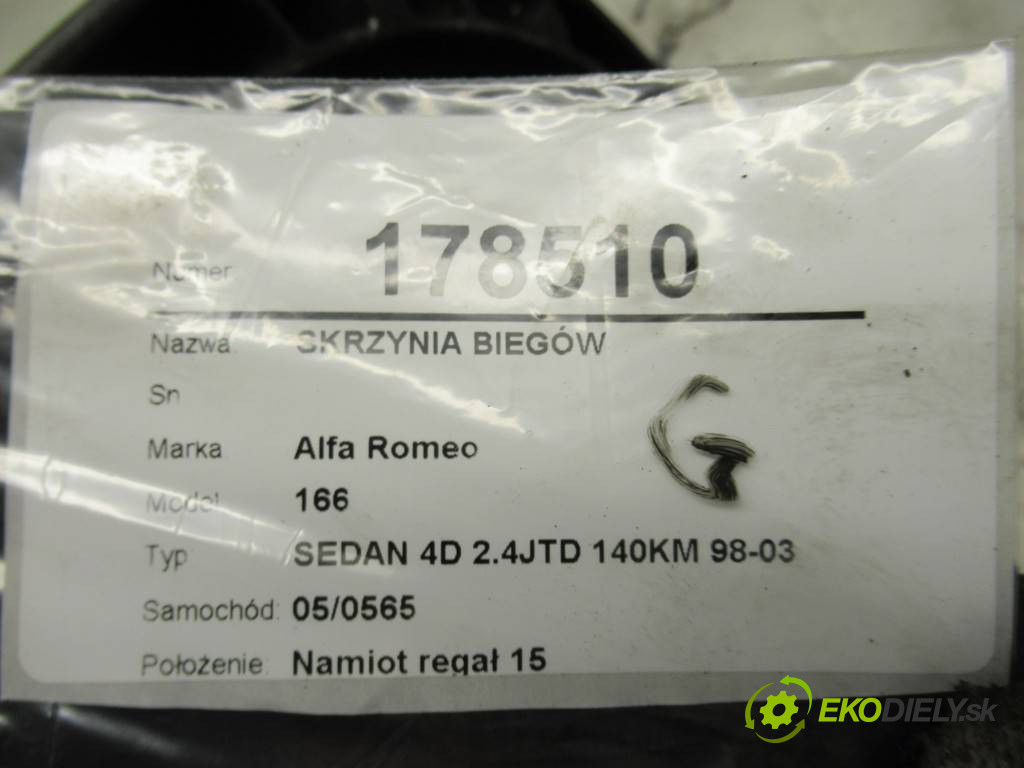 Numer 178510
Nazwa: SKRZYNIA BIEGÓW
Sn
Marka Alfa Romeo
G
Model 166
Typ SEDAN 4D 2.4JTD 140KM 98-03
Samochód: 05/0565
Położenie: Namiot regał 15
EKODIELY.sk